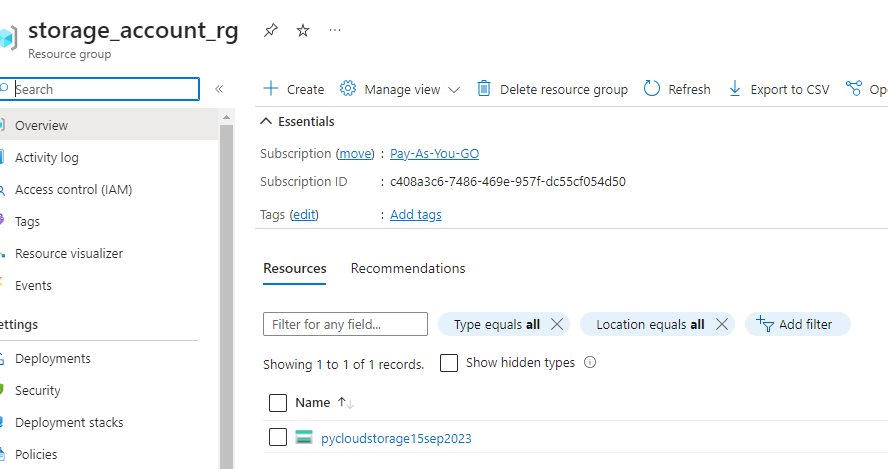 storage_account_rg
Resource group
Search
Overview
Activity log
Access control (IAM)
Tags
Resource visualizer
Events
ettings
Deployments
Security
Deployment stacks
Policies
Create Manage view Delete resource group Refresh Export to CSV Op
Essentials
Subscription (move) : Pay-As-You-GO
Subscription ID : c408a3c6-7486-469e-957f-dc55cf054d50
Tags (edit) : Add tags
Resources Recommendations
Filter for any field... Type equals all Location equals all Add filter
Showing 1 to 1 of 1 records. Show hidden types
Name
pycloudstorage15sep2023